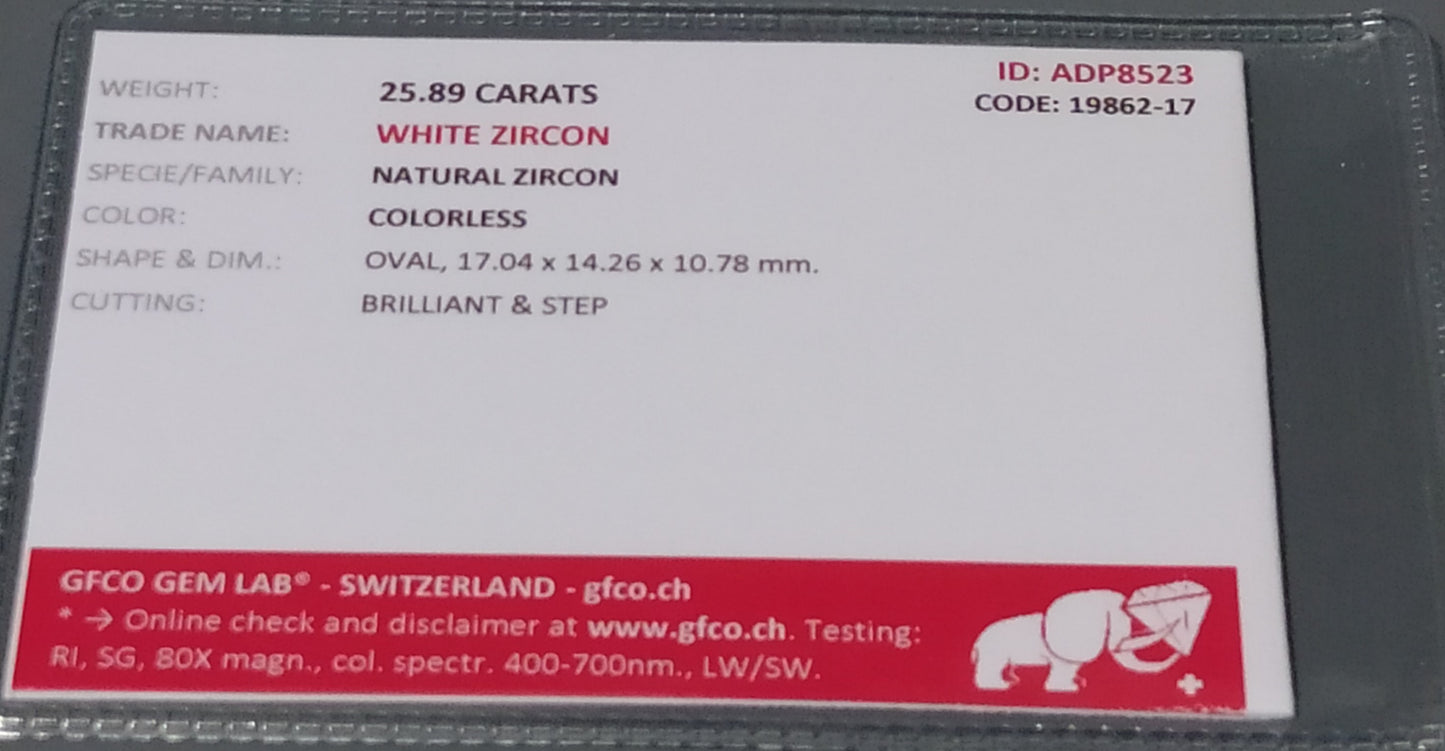 ID: ADP8523
CODE: 19862-17
WEIGHT: 25.89 CARATS
TRADE NAME: WHITE ZIRCON
SPECIE/FAMILY: NATURAL ZIRCON
COLOR: COLORLESS
SHAPE & DIM.: OVAL, 17.04 x 14.26 x 10.78 mm.
CUTTING: BRILLIANT & STEP
GFCO GEM LAB® - SWITZERLAND - gfco.ch
* → Online check and disclaimer at www.gfco.ch. Testing:
RI, SG, 80X magn., col. spectr. 400-700nm., LW/SW.